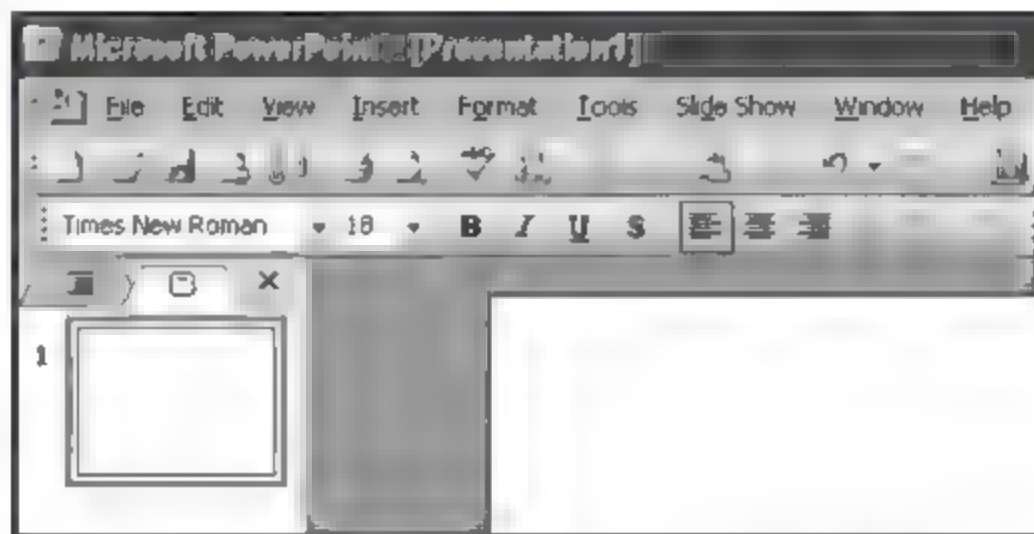 Microsoft PowerPoint - [Presentation1]
File Edit View Insert Format Tools Slide Show Window Help
Times New Roman 18 B I U S
1